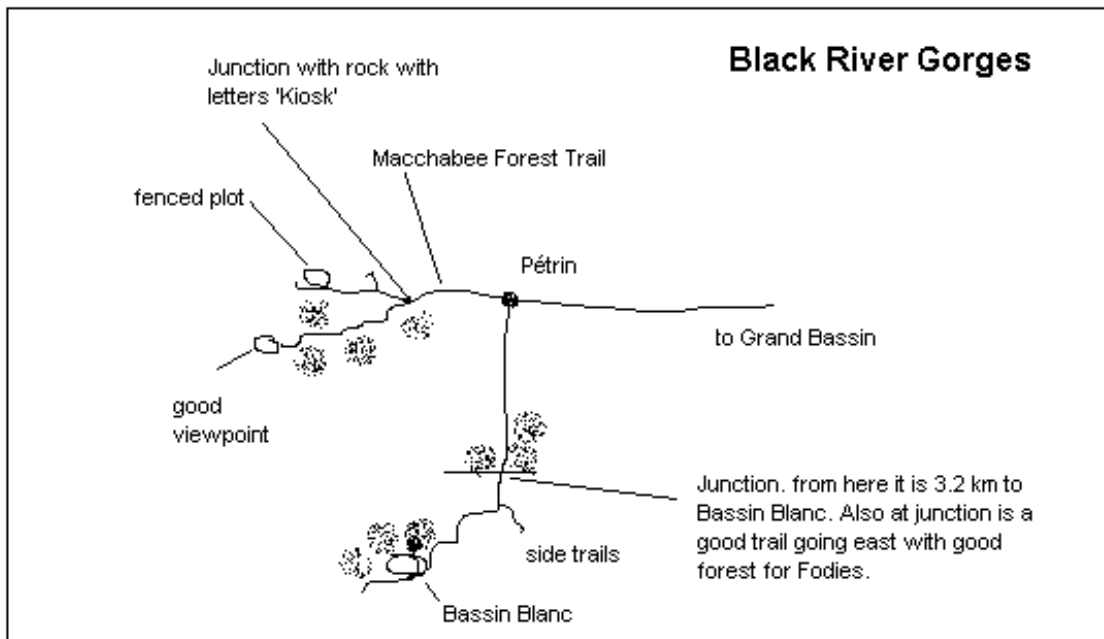 Black River Gorges
Junction with rock with
letters 'Kiosk'
Macchabee Forest Trail
fenced plot
Pétrin
to Grand Bassin
good
viewpoint
Junction. from here it is 3.2 km to
Bassin Blanc. Also at junction is a
good trail going east with good
forest for Fodies.
side trails
Bassin Blanc